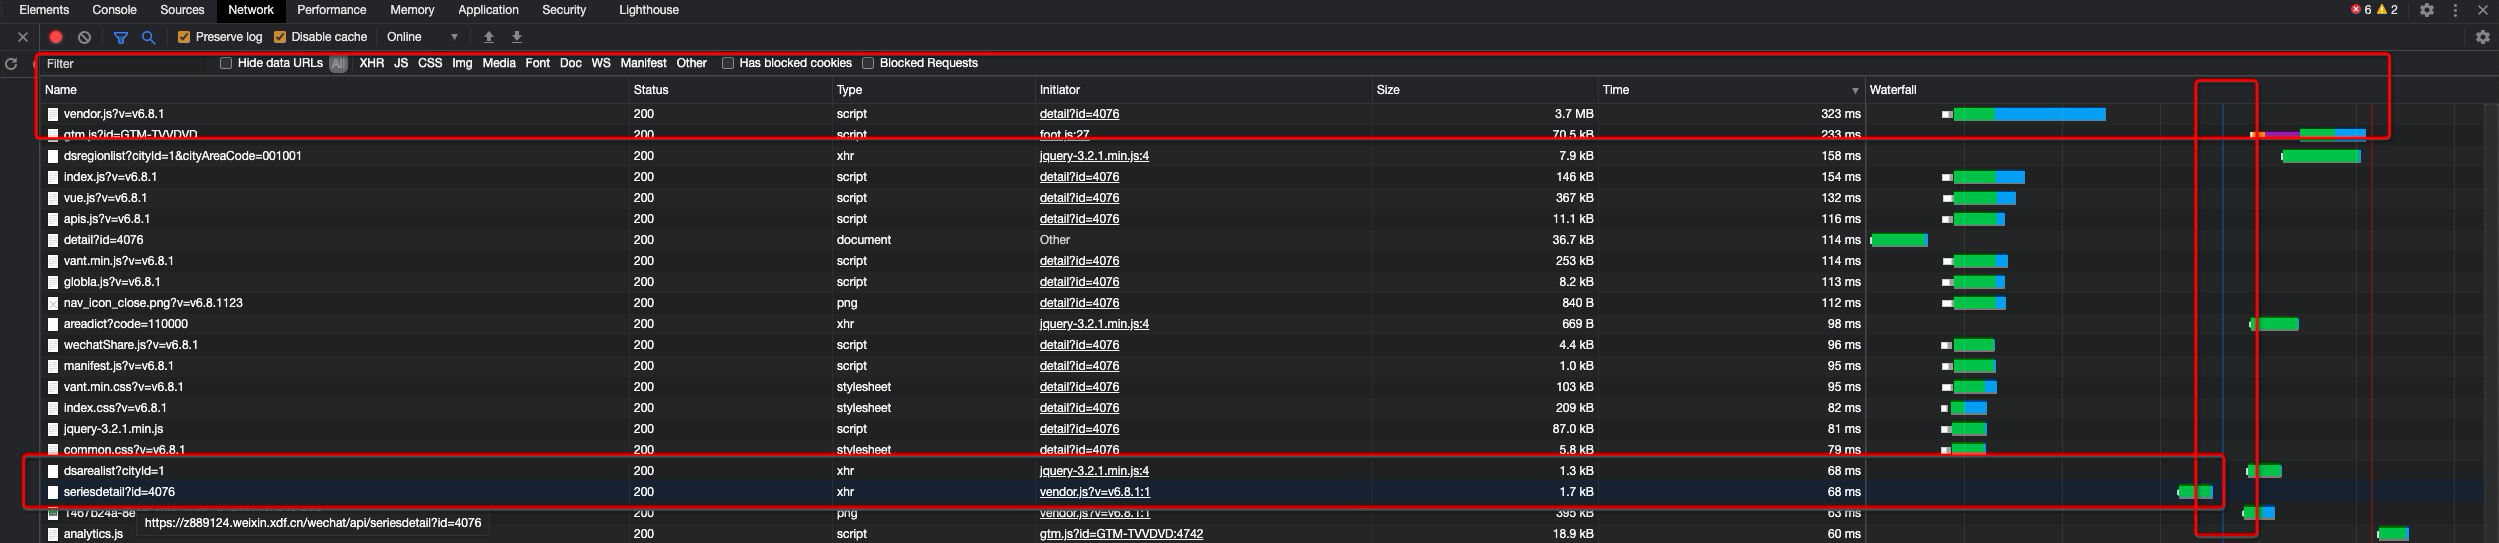 Elements Console Sources Network Performance Memory Application Security Lighthouse 6 2
Preserve log Disable cache Online
Filter Hide data URLs All XHR JS CSS Img Media Font Doc WS Manifest Other Has blocked cookies Blocked Requests
Name Status Type Initiator Size Time Waterfall
vendor.js?v=v6.8.1 200 script detail?id=4076 3.7 MB 323 ms
gtm.js?id=GTM-TVVDVD 200 script foot.js:27 70.5 kB 233 ms
dsregionlist?cityId=1&cityAreaCode=001001 200 xhr jquery-3.2.1.min.js:4 7.9 kB 158 ms
index.js?v=v6.8.1 200 script detail?id=4076 146 kB 154 ms
vue.js?v=v6.8.1 200 script detail?id=4076 367 kB 132 ms
apis.js?v=v6.8.1 200 script detail?id=4076 11.1 kB 116 ms
detail?id=4076 200 document Other 36.7 kB 114 ms
vant.min.js?v=v6.8.1 200 script detail?id=4076 253 kB 114 ms
globla.js?v=v6.8.1 200 script detail?id=4076 8.2 kB 113 ms
nav_icon_close.png?v=v6.8.1123 200 png detail?id=4076 840 B 112 ms
areadict?code=110000 200 xhr jquery-3.2.1.min.js:4 669 B 98 ms
wechatShare.js?v=v6.8.1 200 script detail?id=4076 4.4 kB 96 ms
manifest.js?v=v6.8.1 200 script detail?id=4076 1.0 kB 95 ms
vant.min.css?v=v6.8.1 200 stylesheet detail?id=4076 103 kB 95 ms
index.css?v=v6.8.1 200 stylesheet detail?id=4076 209 kB 82 ms
jquery-3.2.1.min.js 200 script detail?id=4076 87.0 kB 81 ms
common.css?v=v6.8.1 200 stylesheet detail?id=4076 5.8 kB 79 ms
dsarealist?cityId=1 200 xhr jquery-3.2.1.min.js:4 1.3 kB 68 ms
seriesdetail?id=4076 200 xhr vendor.js?v=v6.8.1:1 1.7 kB 68 ms
200 png vendor.js?v=v6.8.1:1 395 kB 63 ms
https://z889124.weixin.xdf.cn/wechat/api/seriesdetail?id=4076
analytics.js 200 script gtm.js?id=GTM-TVVDVD:4742 18.9 kB 60 ms